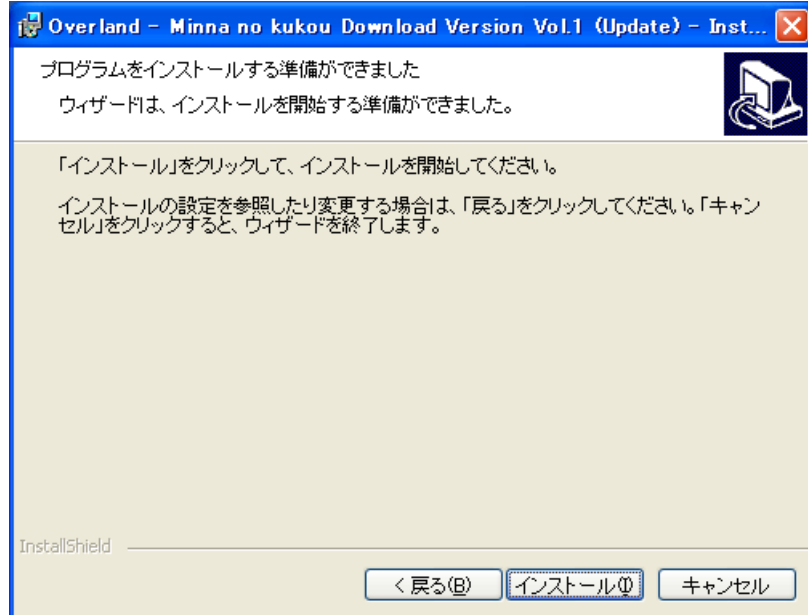 Overland - Minna no kukou Download Version Vol.1 (Update) - Inst...
プログラムをインストールする準備ができました
ウィザードは、インストールを開始する準備ができました。
「インストール」をクリックして、インストールを開始してください。
インストールの設定を参照したり変更する場合は、「戻る」をクリックしてください。「キャン
セル」をクリックすると、ウィザードを終了します。
InstallShield
< 戻る(B) インストール(I) キャンセル